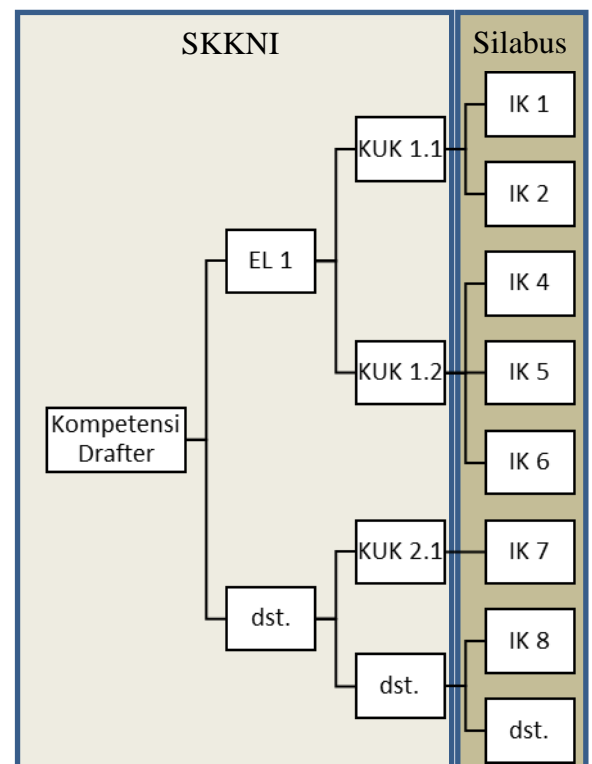 SKKNI
Silabus
IK 1
KUK 1.1
IK 2
EL 1
IK 4
KUK 1.2
IK 5
Kompetensi
Drafter
IK 6
KUK 2.1
IK 7
dst.
IK 8
dst.
dst.